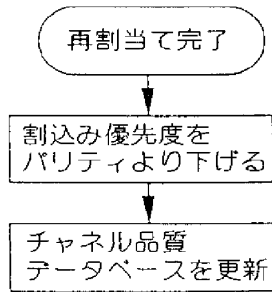 再割当て完了
割込み優先度を
パリティより下げる
チャネル品質
データベースを更新